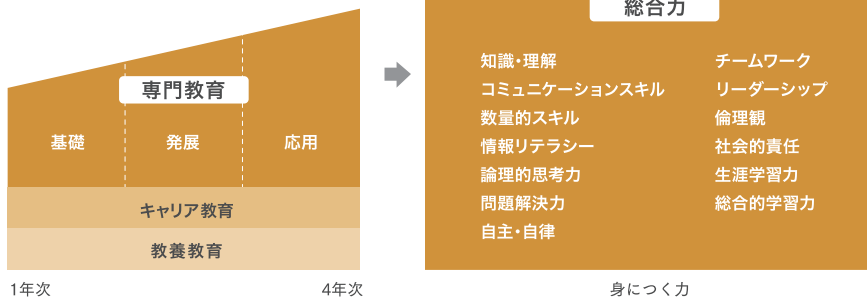 専門教育
基礎
発展
応用
キャリア教育
教養教育
1年次
4年次
総合力
知識・理解
コミュニケーションスキル
数量的スキル
情報リテラシー
論理的思考力
問題解決力
自主・自律
チームワーク
リーダーシップ
倫理観
社会的責任
生涯学習力
総合的学習力
身につく力